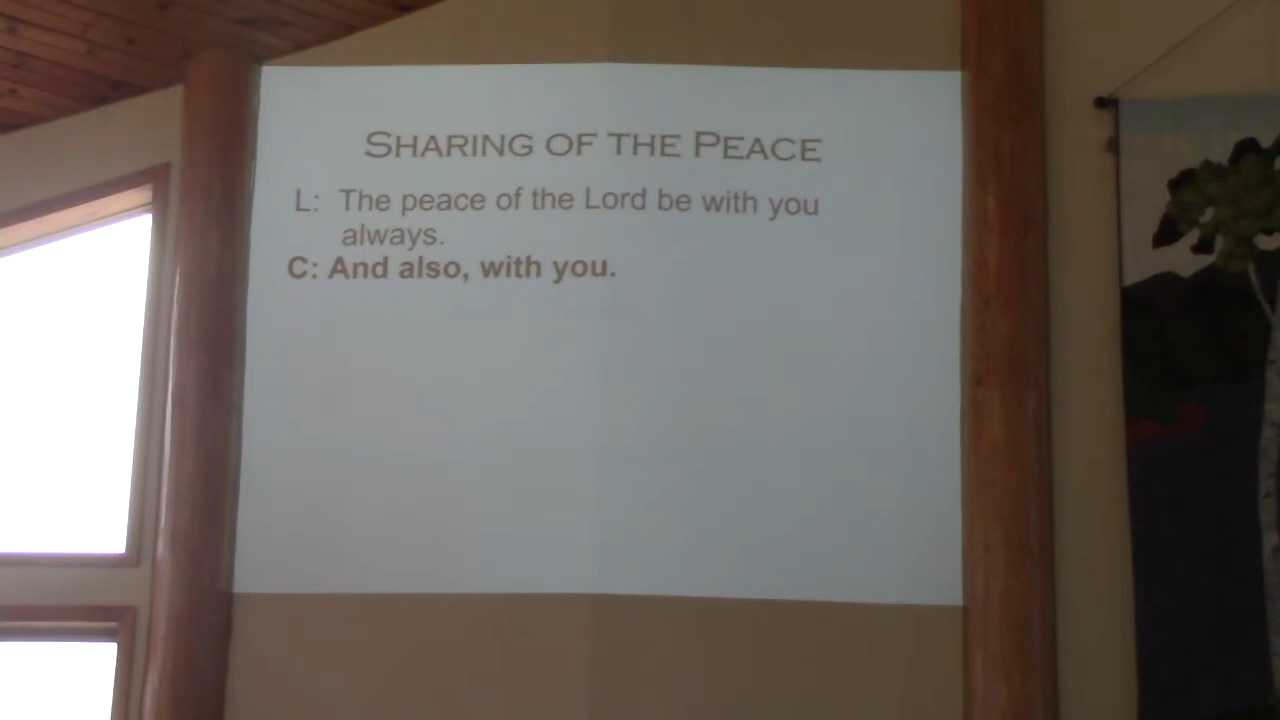 SHARING OF THE PEACE
L: The peace of the Lord be with you
always.
C: And also, with you.